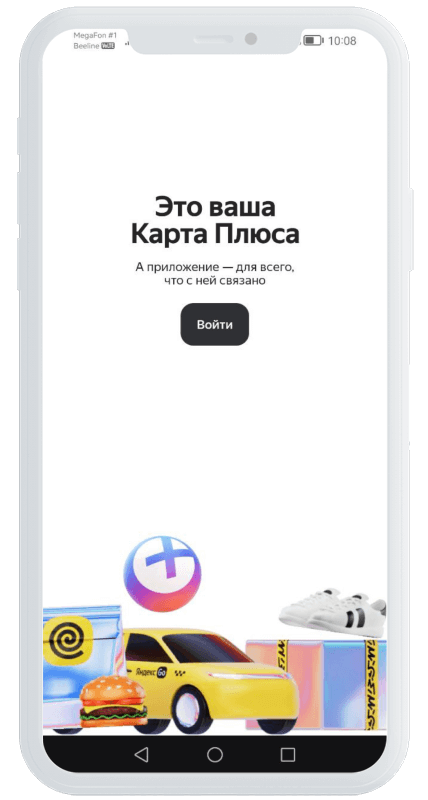 MegaFon #1
Beeline VoLTE
10:08
Это ваша
Карта Плюса
А приложение — для всего,
что с ней связано
Войти
Яндекс Go